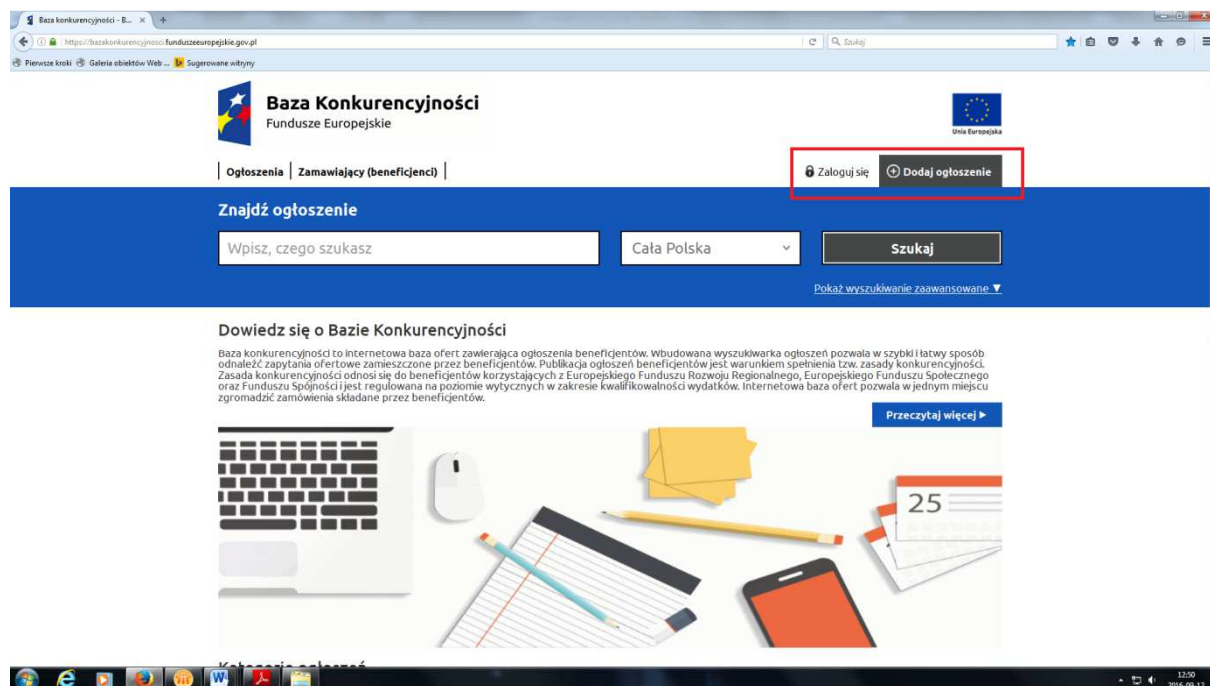 Baza konkurencyjności - B...
https://bazakonkurencyjnosci.funduszeeuropejskie.gov.pl
Szukaj
Pierwsze kroki Galeria obiektów Web ... Sugerowane witryny
Baza Konkurencyjności
Fundusze Europejskie
Unia Europejska
Ogłoszenia Zamawiający (beneficjenci)
Zaloguj się Dodaj ogłoszenie
Znajdź ogłoszenie
Wpisz, czego szukasz Cała Polska Szukaj
Pokaż wyszukiwanie zaawansowane ▼
Dowiedz się o Bazie Konkurencyjności
Baza konkurencyjności to internetowa baza ofert zawierająca ogłoszenia beneficjentów. Wbudowana wyszukiwarka ogłoszeń pozwala w szybki i łatwy sposób
odnaleźć zapytania ofertowe zamieszczone przez beneficjentów. Publikacja ogłoszeń beneficjentów jest warunkiem spełnienia tzw. zasady konkurencyjności.
Zasada konkurencyjności odnosi się do beneficjentów korzystających z Europejskiego Funduszu Rozwoju Regionalnego, Europejskiego Funduszu Społecznego
oraz Funduszu Spójności i jest regulowana na poziomie wytycznych w zakresie kwalifikowalności wydatków. Internetowa baza ofert pozwala w jednym miejscu
zgromadzić zamówienia składane przez beneficjentów.
Przeczytaj więcej ►
25
Kategorie ogłoszeń
12:50
2016-09-12